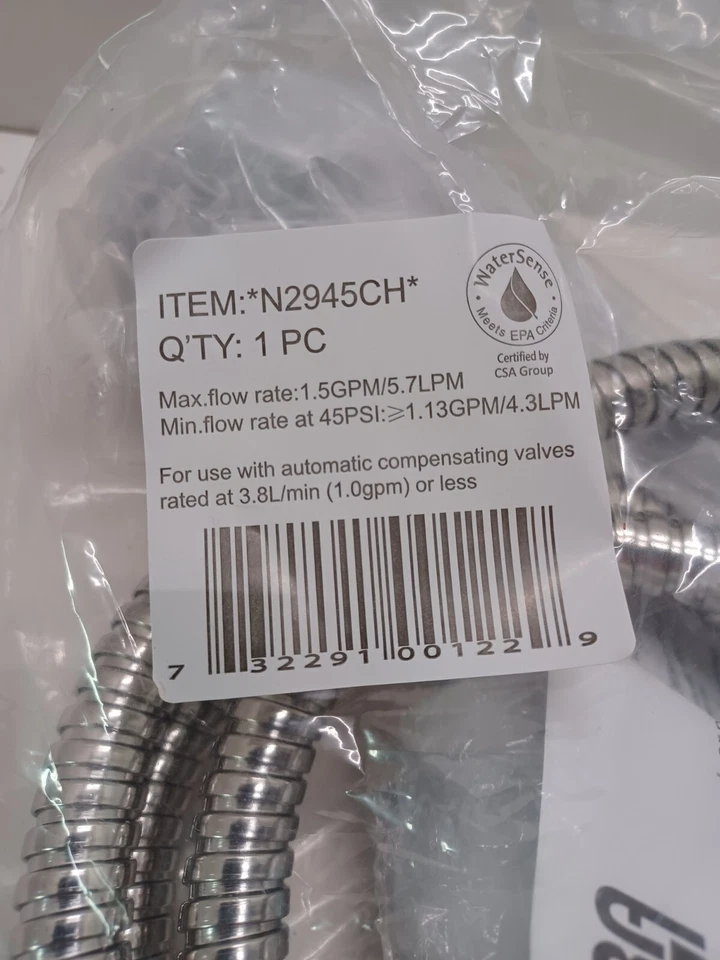 ITEM:*N2945CH*
Q'TY: 1 PC
WaterSense
Meets EPA Criteria
Certified by
CSA Group
Max.flow rate:1.5GPM/5.7LPM
Min.flow rate at 45PSI:≥1.13GPM/4.3LPM
For use with automatic compensating valves
rated at 3.8L/min (1.0gpm) or less
7 32291 00122 9